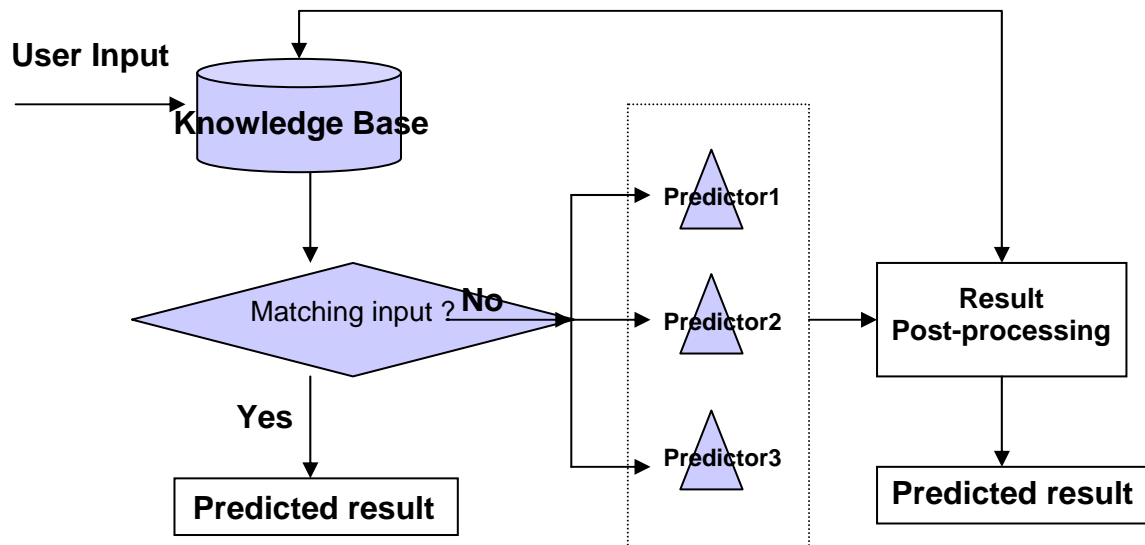 User Input
Knowledge Base
Matching input ?
No
Yes
Predicted result
Predictor1
Predictor2
Predictor3
Result
Post-processing
Predicted result